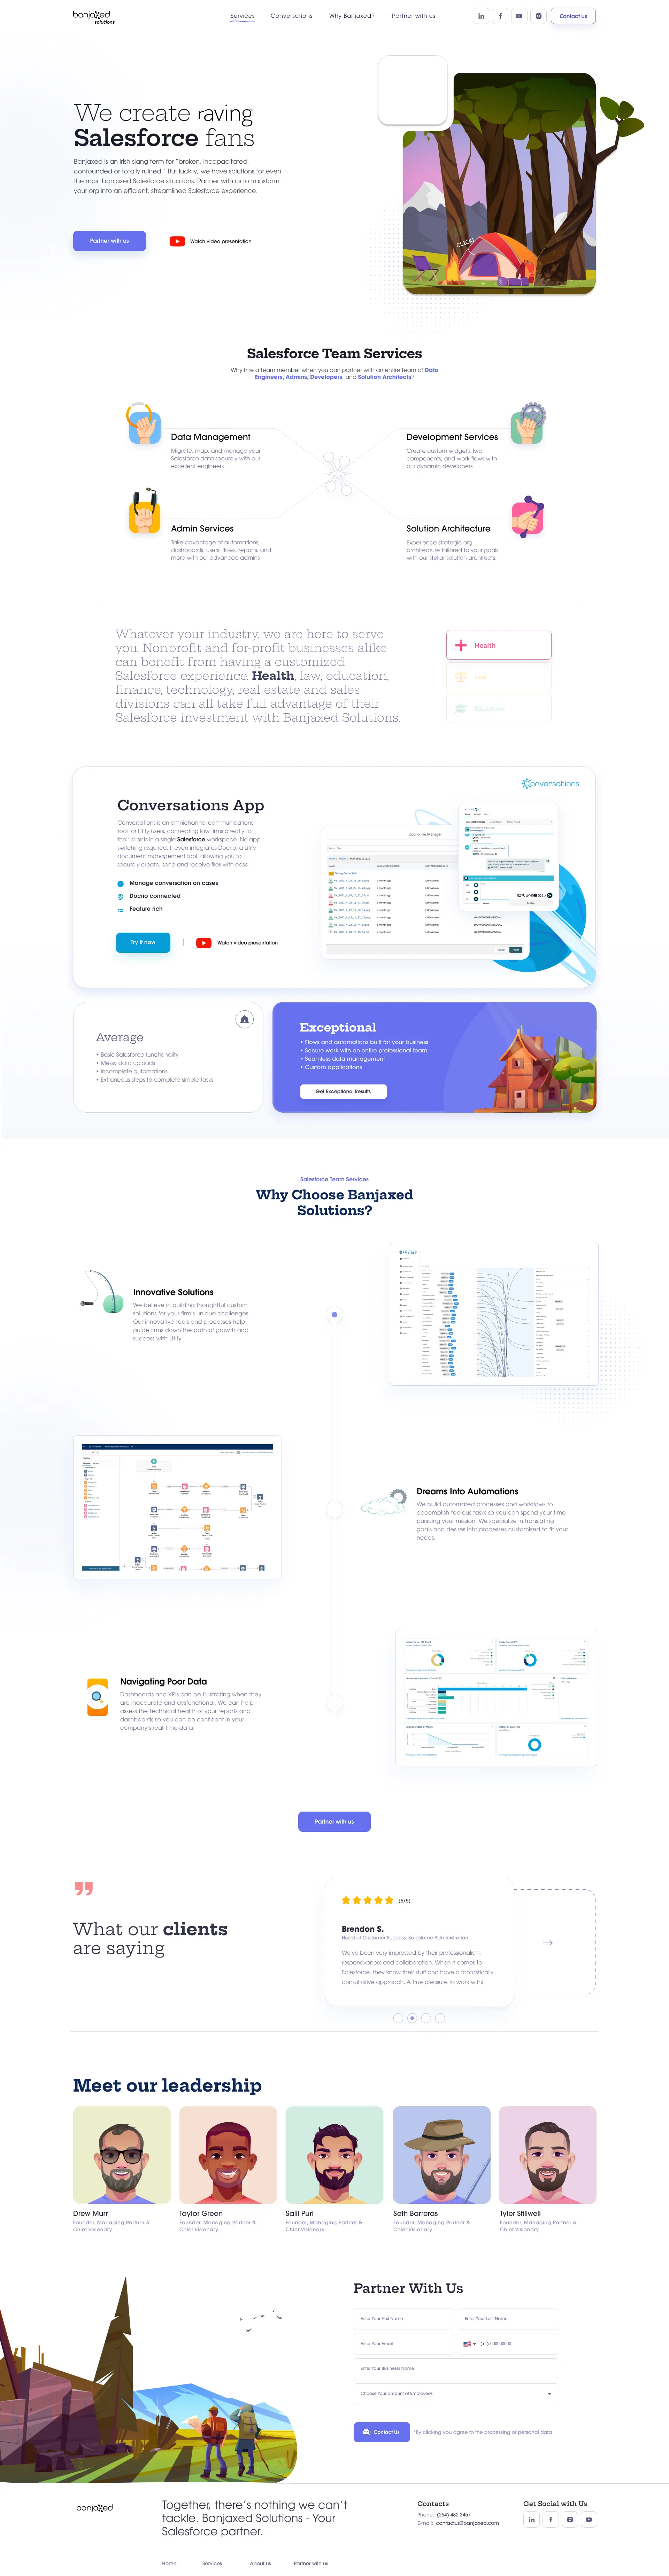 banjaxed
solutions
Services
Conversations
Why Banjaxed?
Partner with us
Contact us
We create raving
Salesforce fans
Banjaxed is an Irish slang term for "broken, incapacitated,
confounded or totally ruined." But luckily, we have solutions for even
the most banjaxed Salesforce situations. Partner with us to transform
your org into an efficient, streamlined Salesforce experience.
Partner with us
Watch video presentation
CLICK!
Salesforce Team Services
Why hire a team member when you can partner with an entire team of Data
Engineers, Admins, Developers, and Solution Architects?
Data Management
Migrate, map, and manage your
Salesforce data securely with our
excellent engineers
Development Services
Create custom widgets, lwc
components, and work flows with
our dynamic developers
Admin Services
Take advantage of automations,
dashboards, users, flows, reports, and
more with our advanced admins
Solution Architecture
Experience strategic org
architecture tailored to your goals
with our stellar solution architects.
Whatever your industry, we are here to serve
you. Nonprofit and for-profit businesses alike
can benefit from having a customized
Salesforce experience. Health, law, education,
finance, technology, real estate and sales
divisions can all take full advantage of their
Salesforce investment with Banjaxed Solutions.
Health
Law
Education
Conversations
Conversations App
Conversations is an omnichannel communications
tool for Litify users, connecting law firms directly to
their clients in a single Salesforce workspace. No app
switching required. It even integrates Docrio, a Litify
document management tool, allowing you to
securely create, send and receive files with ease.
Manage conversation on cases
Docrio connected
Feature rich
Try it now
Watch video presentation
Docrio File Manager
Average
• Basic Salesforce functionality
• Messy data uploads
• Incomplete automations
• Extraneous steps to complete simple tasks
Exceptional
• Flows and automations built for your business
• Secure work with an entire professional team
• Seamless data management
• Custom applications
Get Exceptional Results
Salesforce Team Services
Why Choose Banjaxed
Solutions?
Innovative Solutions
We believe in building thoughtful custom
solutions for your firm's unique challenges.
Our innovative tools and processes help
guide firms down the path of growth and
success with Litify.
Dreams Into Automations
We build automated processes and workflows to
accomplish tedious tasks so you can spend your time
pursuing your mission. We specialize in translating
goals and desires into processes customized to fit your
needs.
Navigating Poor Data
Dashboards and KPIs can be frustrating when they
are inaccurate and dysfunctional. We can help
assess the technical health of your reports and
dashboards so you can be confident in your
company's real-time data.
Partner with us
What our clients
are saying
(5/5)
Brendon S.
Head of Customer Success, Salesforce Administration
We've been very impressed by their professionalism,
responsiveness and collaboration. When it comes to
Salesforce, they know their stuff and have a fantastically
consultative approach. A true pleasure to work with!
Meet our leadership
Drew Murr
Founder, Managing Partner &
Chief Visionary
Taylor Green
Founder, Managing Partner &
Chief Visionary
Salil Puri
Founder, Managing Partner &
Chief Visionary
Seth Barreras
Founder, Managing Partner &
Chief Visionary
Tyler Stillwell
Founder, Managing Partner &
Chief Visionary
Partner With Us
Enter Your First Name
Enter Your Last Name
Enter Your Email
(+1) 000000000
Enter Your Business Name
Choose Your amount of Employees
Contact Us
*By clicking you agree to the processing of personal data
banjaxed
Together, there's nothing we can't
tackle. Banjaxed Solutions - Your
Salesforce partner.
Contacts
Phone: (254) 482-3457
E-mail: contactus@banjaxed.com
Get Social with Us
Home
Services
About us
Partner with us